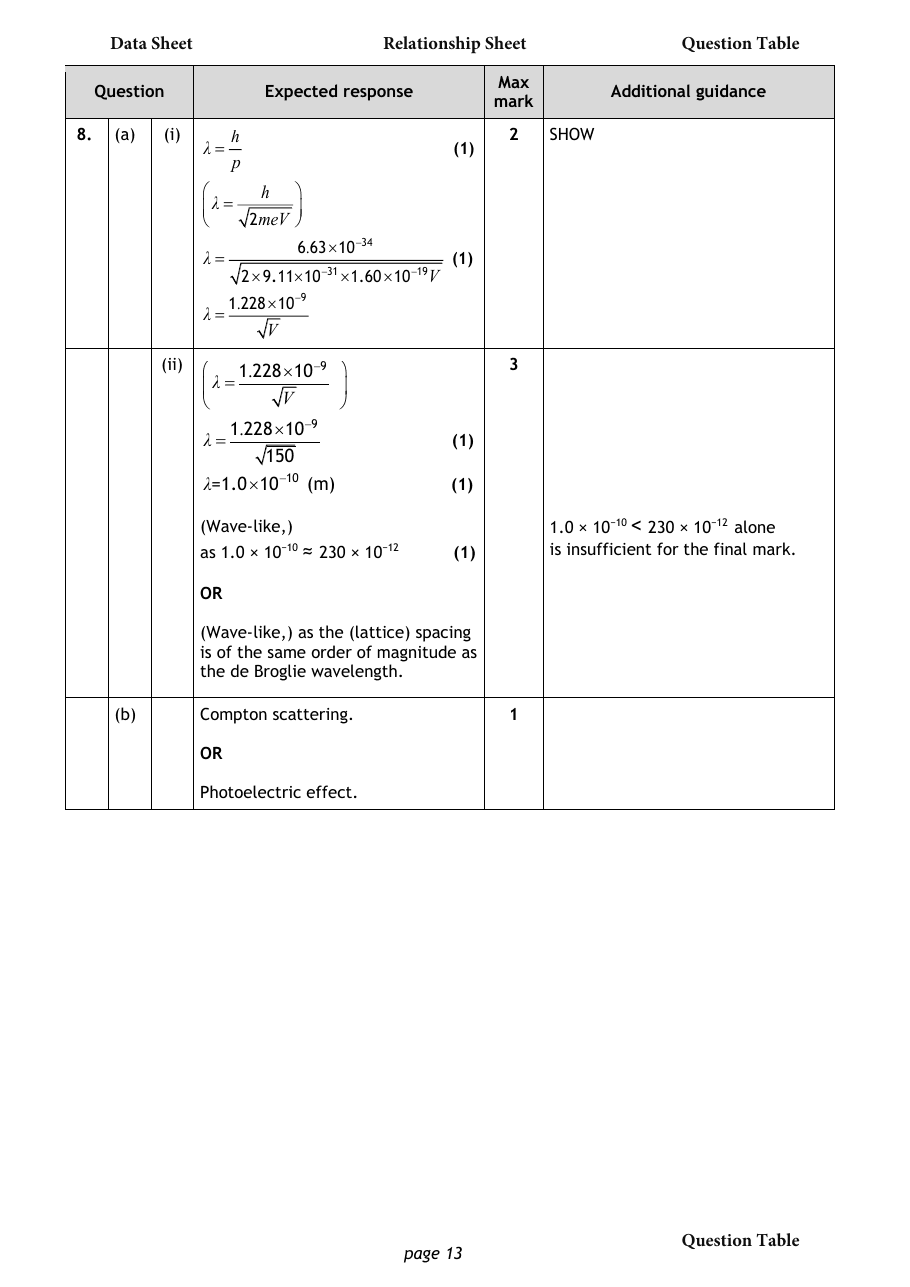 Data Sheet Relationship Sheet Question Table
Question Expected response Max mark Additional guidance
8. (a) (i) λ = h/p (1) 2 SHOW
(λ = h/√(2meV))
λ = 6.63×10⁻³⁴/√(2×9.11×10⁻³¹×1.60×10⁻¹⁹V) (1)
λ = 1.228×10⁻⁹/√V
(ii) (λ = 1.228×10⁻⁹/√V) 3
λ = 1.228×10⁻⁹/√150 (1)
λ=1.0×10⁻¹⁰ (m) (1)
(Wave-like,) 1.0 × 10⁻¹⁰ < 230 × 10⁻¹² alone
as 1.0 × 10⁻¹⁰ ≈ 230 × 10⁻¹² (1) is insufficient for the final mark.
OR
(Wave-like,) as the (lattice) spacing
is of the same order of magnitude as
the de Broglie wavelength.
(b) Compton scattering. 1
OR
Photoelectric effect.
Question Table
page 13